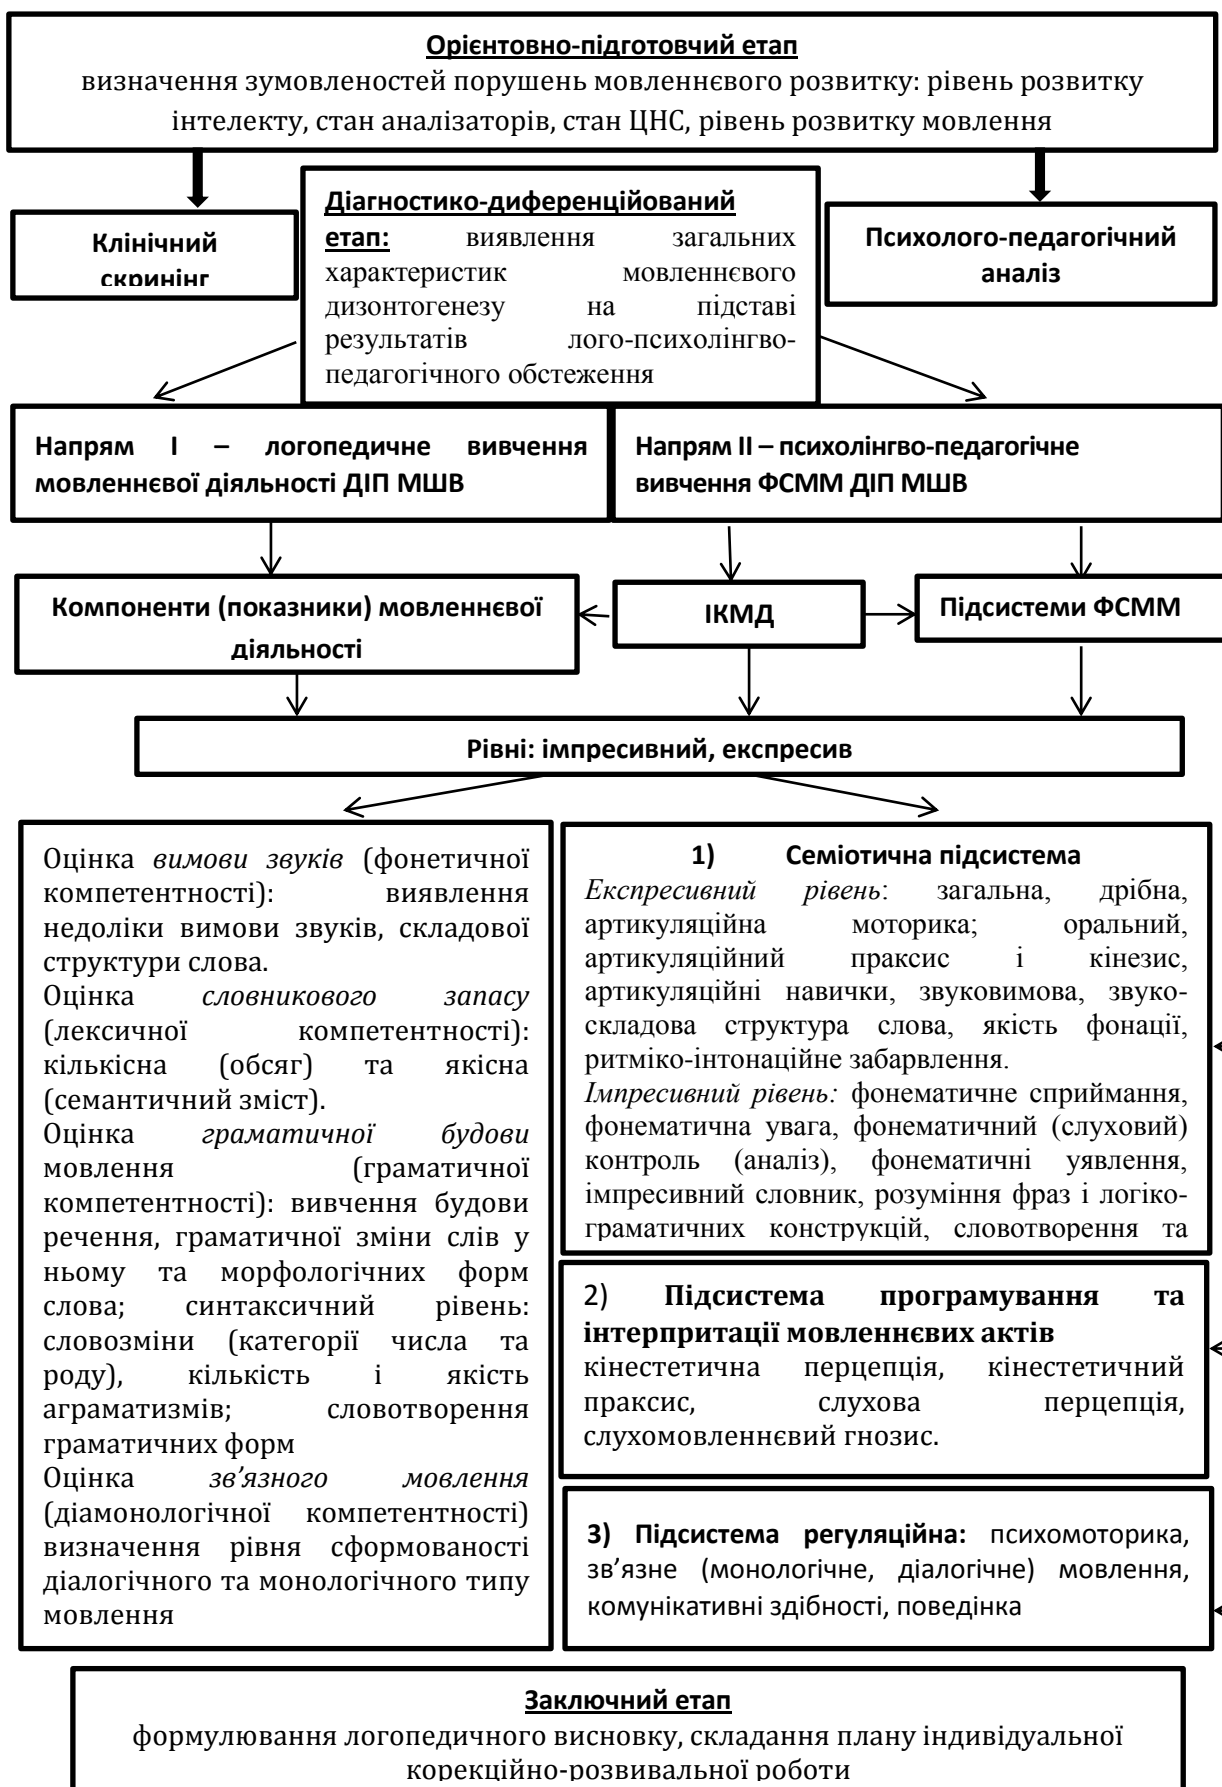 Орієнтовно-підготовчий етап
визначення зумовленостей порушень мовленнєвого розвитку: рівень розвитку
інтелекту, стан аналізаторів, стан ЦНС, рівень розвитку мовлення
Клінічний
скринінг
Діагностико-диференційований
етап: виявлення загальних
характеристик мовленнєвого
дизонтогенезу на підставі
результатів лого-психолінгво-
педагогічного обстеження
Психолого-педагогічний
аналіз
Напрям І – логопедичне вивчення
мовленнєвої діяльності ДІП МШВ
Напрям ІІ – психолінгво-педагогічне
вивчення ФСММ ДІП МШВ
Компоненти (показники) мовленнєвої
діяльності
ІКМД
Підсистеми ФСММ
Рівні: імпресивний, експресив
Оцінка вимови звуків (фонетичної
компетентності): виявлення
недоліки вимови звуків, складової
структури слова.
Оцінка словникового запасу
(лексичної компетентності):
кількісна (обсяг) та якісна
(семантичний зміст).
Оцінка граматичної будови
мовлення (граматичної
компетентності): вивчення будови
речення, граматичної зміни слів у
ньому та морфологічних форм
слова; синтаксичний рівень:
словозміни (категорії числа та
роду), кількість і якість
аграматизмів; словотворення
граматичних форм
Оцінка зв’язного мовлення
(діамонологічної компетентності)
визначення рівня сформованості
діалогічного та монологічного типу
мовлення
1) Семіотична підсистема
Експресивний рівень: загальна, дрібна,
артикуляційна моторика; оральний,
артикуляційний праксис і кінезис,
артикуляційні навички, звуковимова, звуко-
складова структура слова, якість фонації,
ритміко-інтонаційне забарвлення.
Імпресивний рівень: фонематичне сприймання,
фонематична увага, фонематичний (слуховий)
контроль (аналіз), фонематичні уявлення,
імпресивний словник, розуміння фраз і логіко-
граматичних конструкцій, словотворення та
2) Підсистема програмування та
інтерпритації мовленнєвих актів
кінестетична перцепція, кінестетичний
праксис, слухова перцепція,
слухомовленнєвий гнозис.
3) Підсистема регуляційна: психомоторика,
зв’язне (монологічне, діалогічне) мовлення,
комунікативні здібності, поведінка
Заключний етап
формулювання логопедичного висновку, складання плану індивідуальної
корекційно-розвивальної роботи